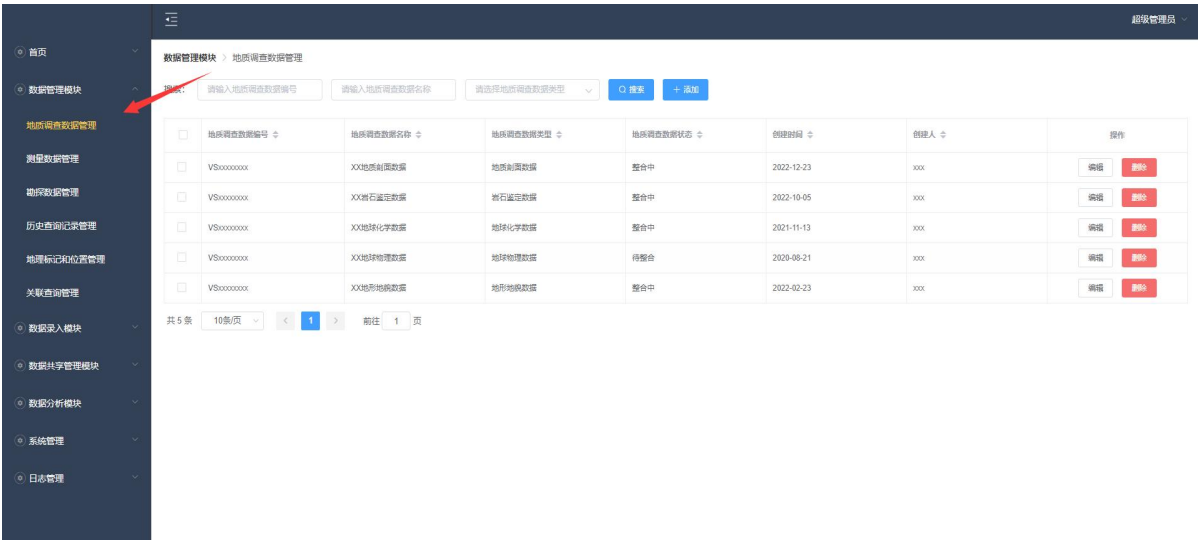 超级管理员
首页
数据管理模块
地质调查数据管理
测量数据管理
勘探数据管理
历史查询记录管理
地理标记和位置管理
关联查询管理
数据录入模块
数据共享管理模块
数据分析模块
系统管理
日志管理
数据管理模块 > 地质调查数据管理
搜索: 请输入地质调查数据编号 请输入地质调查数据名称 请选择地质调查数据类型 搜索 + 添加
地质调查数据编号 地质调查数据名称 地质调查数据类型 地质调查数据状态 创建时间 创建人 操作
VSxxxxxxxx XX地质剖面数据 地质剖面数据 整合中 2022-12-23 xxx 编辑 删除
VSxxxxxxxx XX岩石鉴定数据 岩石鉴定数据 整合中 2022-10-05 xxx 编辑 删除
VSxxxxxxxx XX地球化学数据 地球化学数据 整合中 2021-11-13 xxx 编辑 删除
VSxxxxxxxx XX地球物理数据 地球物理数据 待整合 2020-08-21 xxx 编辑 删除
VSxxxxxxxx XX地形地貌数据 地形地貌数据 整合中 2022-02-23 xxx 编辑 删除
共 5 条 10条/页 < 1 > 前往 1 页